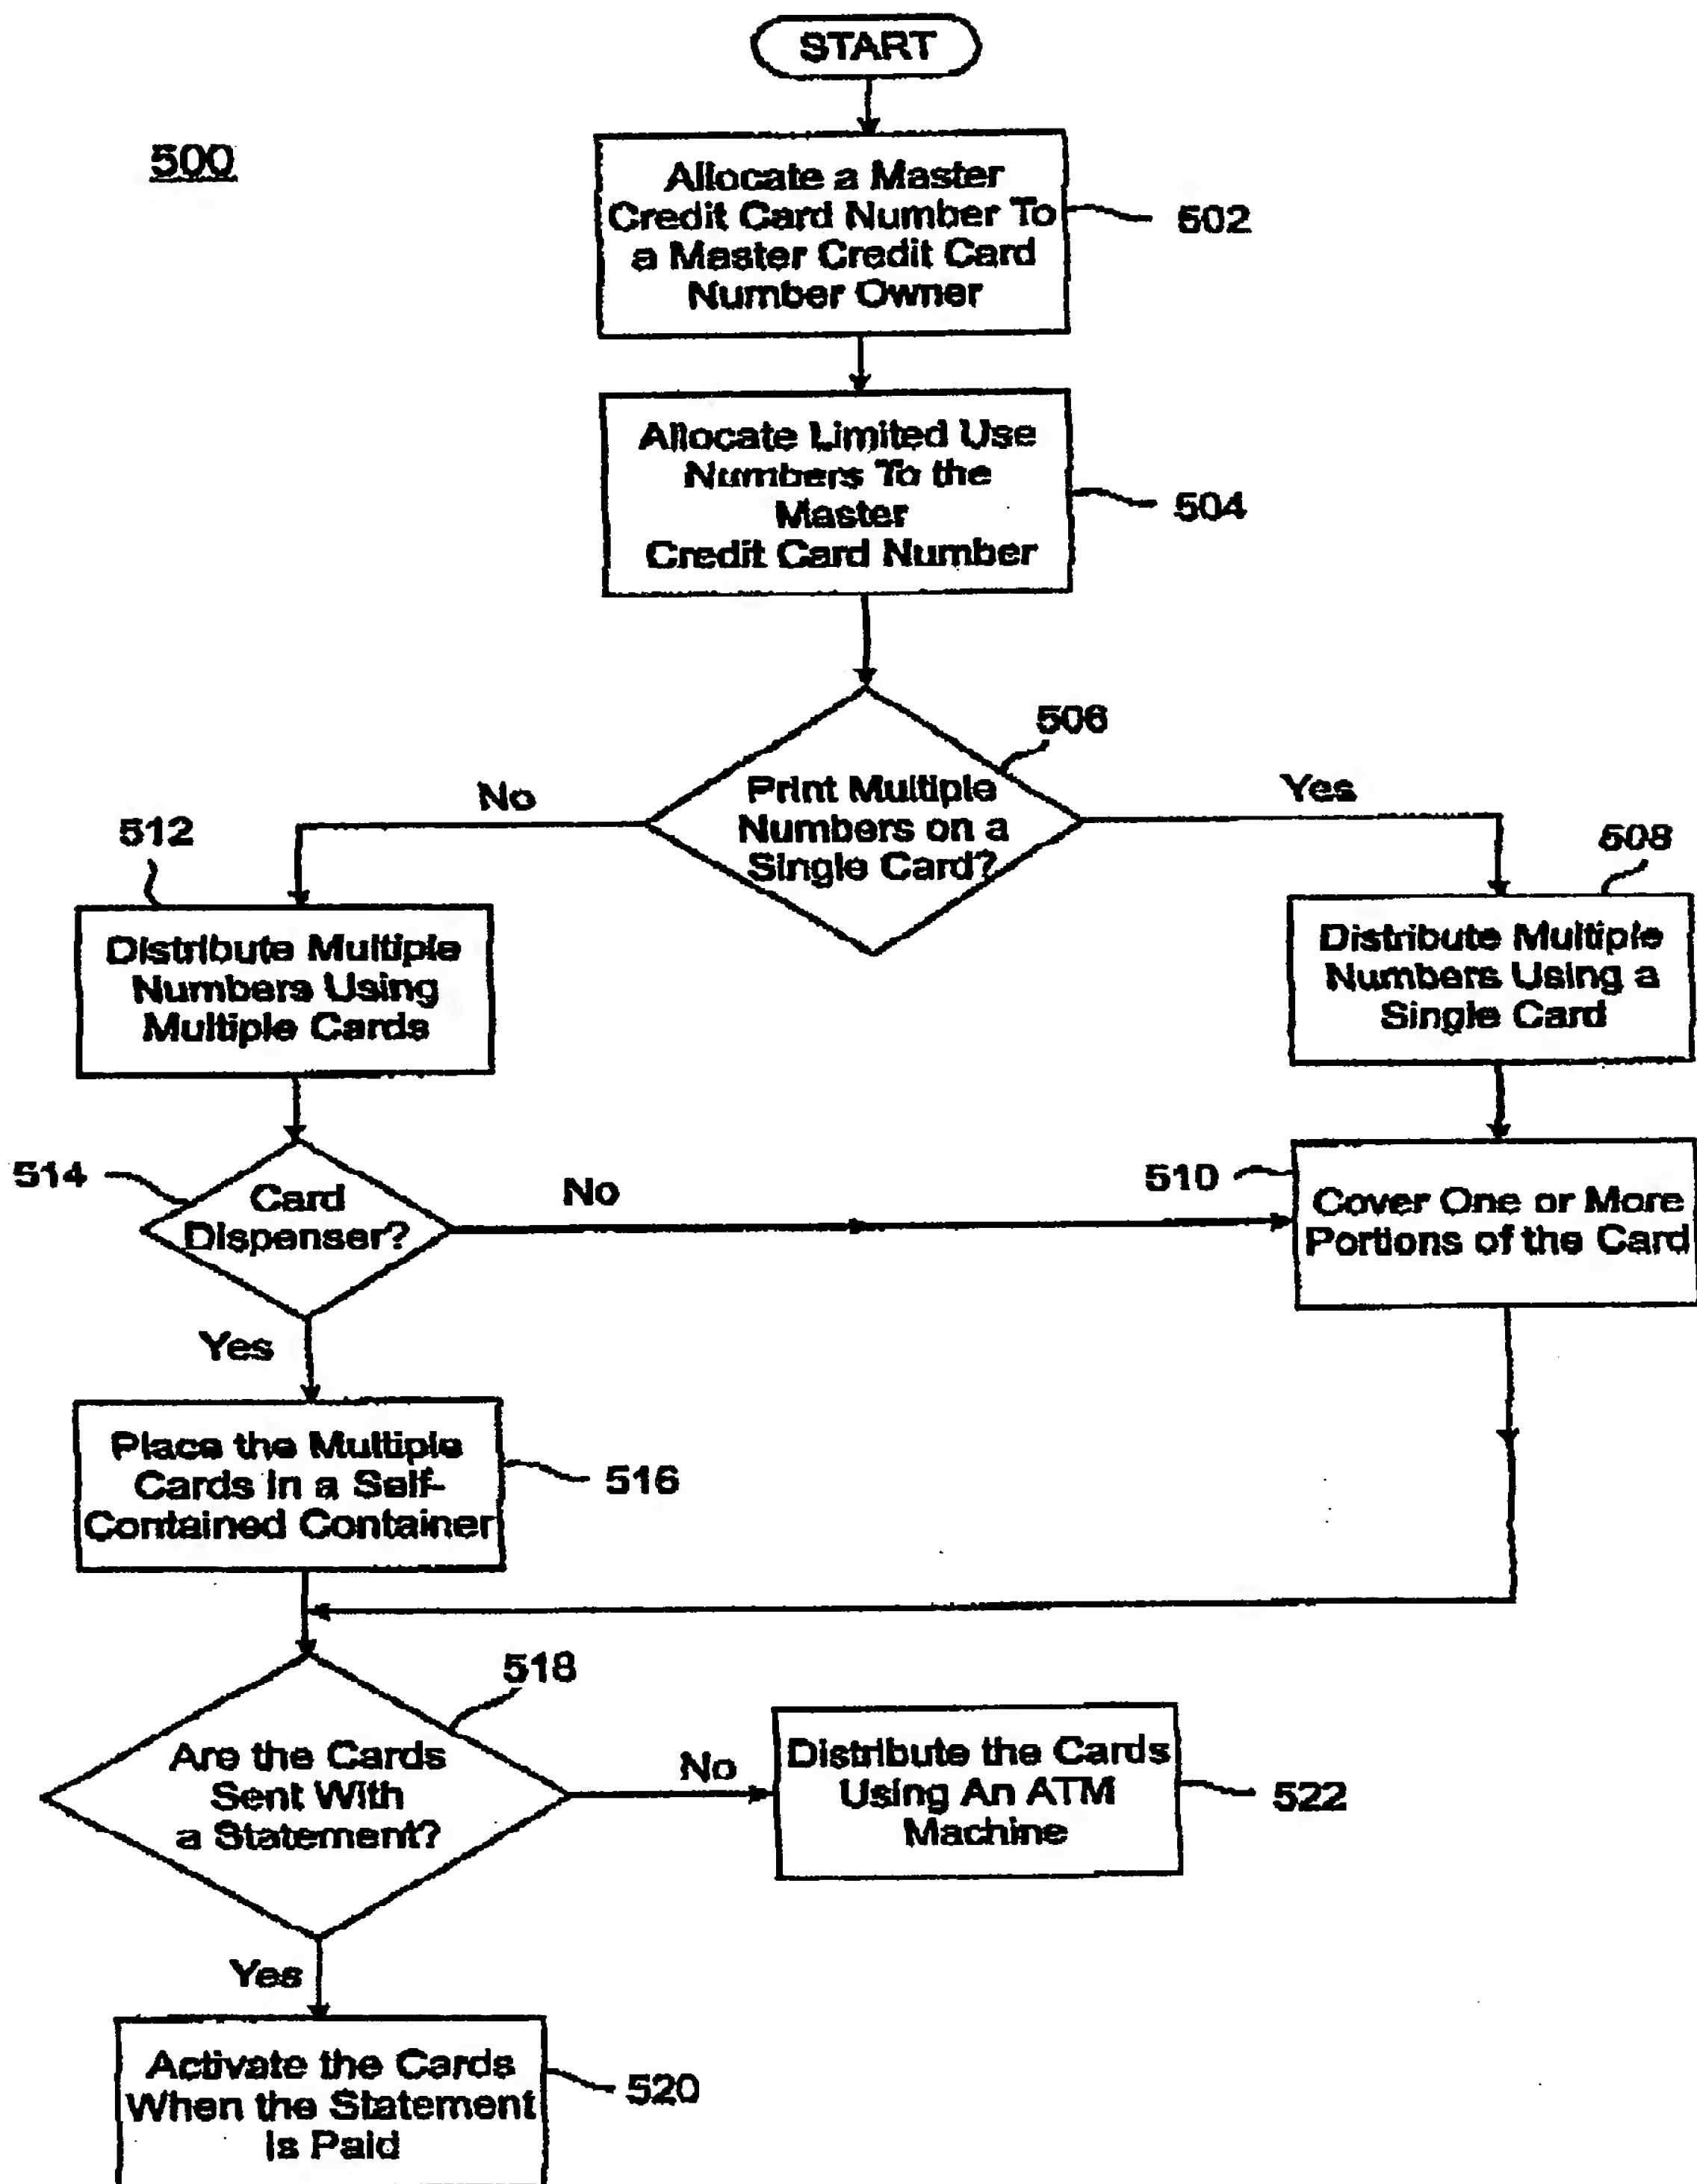 START
500
Allocate a Master
Credit Card Number To
a Master Credit Card
Number Owner
502
Allocate Limited Use
Numbers To the
Master
Credit Card Number
504
506
Print Multiple
Numbers on a
Single Card?
No
Yes
512
508
Distribute Multiple
Numbers Using
Multiple Cards
Distribute Multiple
Numbers Using a
Single Card
514
Card
Dispenser?
No
510
Cover One or More
Portions of the Card
Yes
Place the Multiple
Cards in a Self-
Contained Container
516
518
Are the Cards
Sent With
a Statement?
No
Distribute the Cards
Using An ATM
Machine
522
Yes
Activate the Cards
When the Statement
Is Paid
520